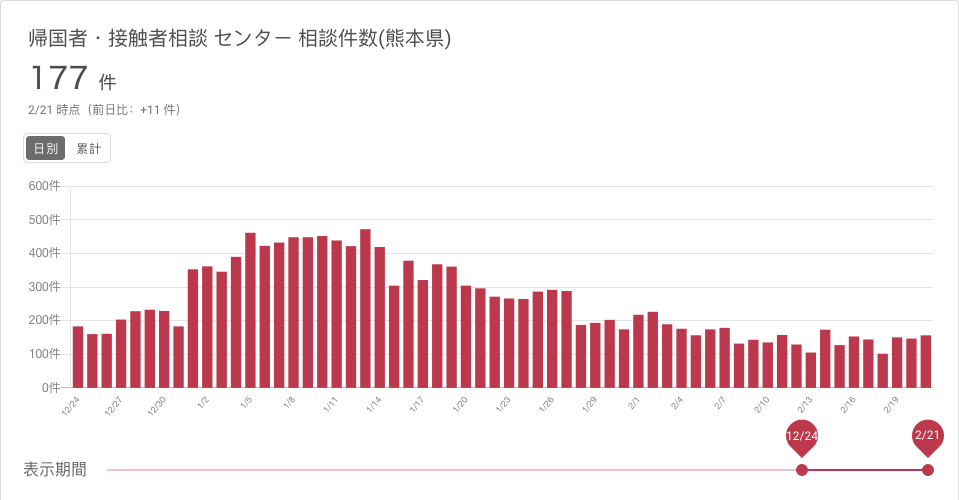 帰国者・接触者相談 センター 相談件数(熊本県)
177 件
2/21 時点（前日比：+11 件）
日別 累計
600件
500件
400件
300件
200件
100件
0件
12/24 12/27 12/30 1/2 1/5 1/8 1/11 1/14 1/17 1/20 1/23 1/26 1/29 2/1 2/4 2/7 2/10 2/13 2/16 2/19
12/24 2/21
表示期間